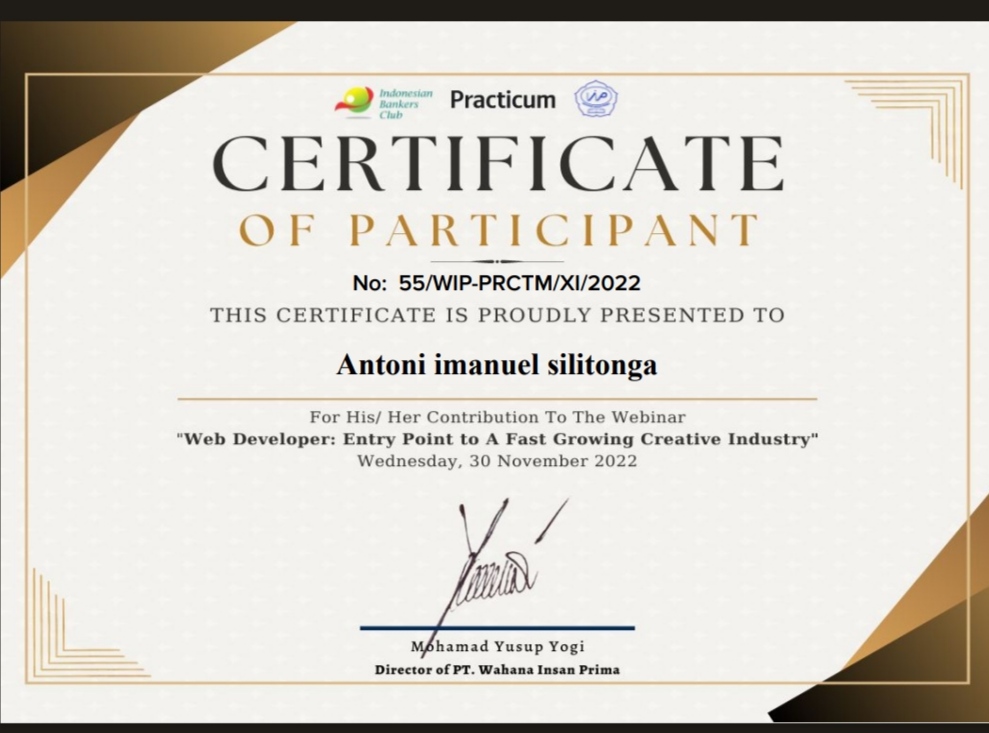 Indonesian
Bankers
Club
Practicum
CERTIFICATE
OF PARTICIPANT
No: 55/WIP-PRCTM/XI/2022
THIS CERTIFICATE IS PROUDLY PRESENTED TO
Antoni imanuel silitonga
For His/ Her Contribution To The Webinar
"Web Developer: Entry Point to A Fast Growing Creative Industry"
Wednesday, 30 November 2022
Mohamad Yusup Yogi
Director of PT. Wahana Insan Prima